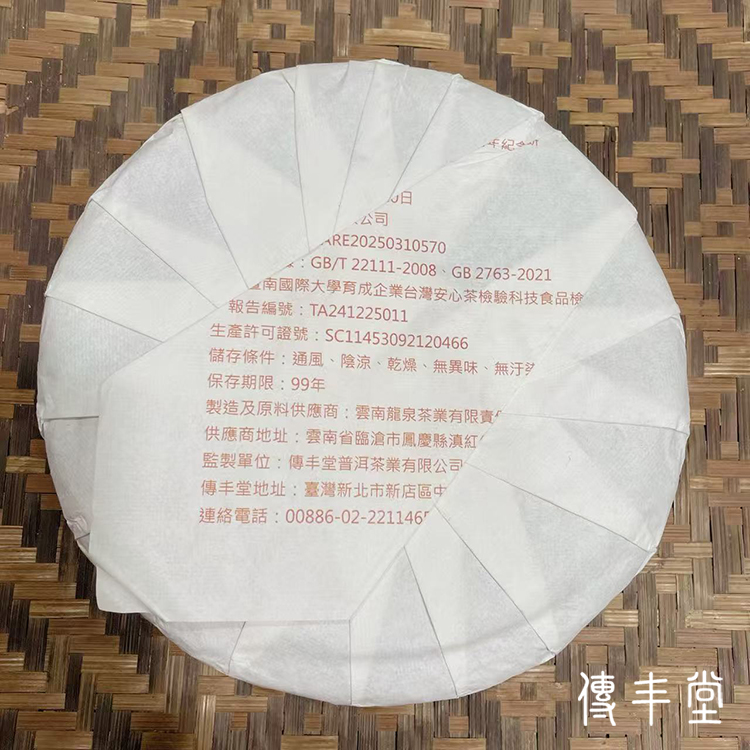 年紀念餅
0日
公司
ARE20250310570
：GB/T 22111-2008、GB 2763-2021
南國際大學育成企業台灣安心茶檢驗科技食品檢
報告編號：TA241225011
生產許可證號：SC11453092120466
儲存條件：通風、陰涼、乾燥、無異味、無汙染
保存期限：99年
製造及原料供應商：雲南龍泉茶業有限責任
供應商地址：雲南省臨滄市鳳慶縣滇紅
監製單位：傳丰堂普洱茶業有限公司
傳丰堂地址：臺灣新北市新店區中
連絡電話：00886-02-2211465
傳丰堂